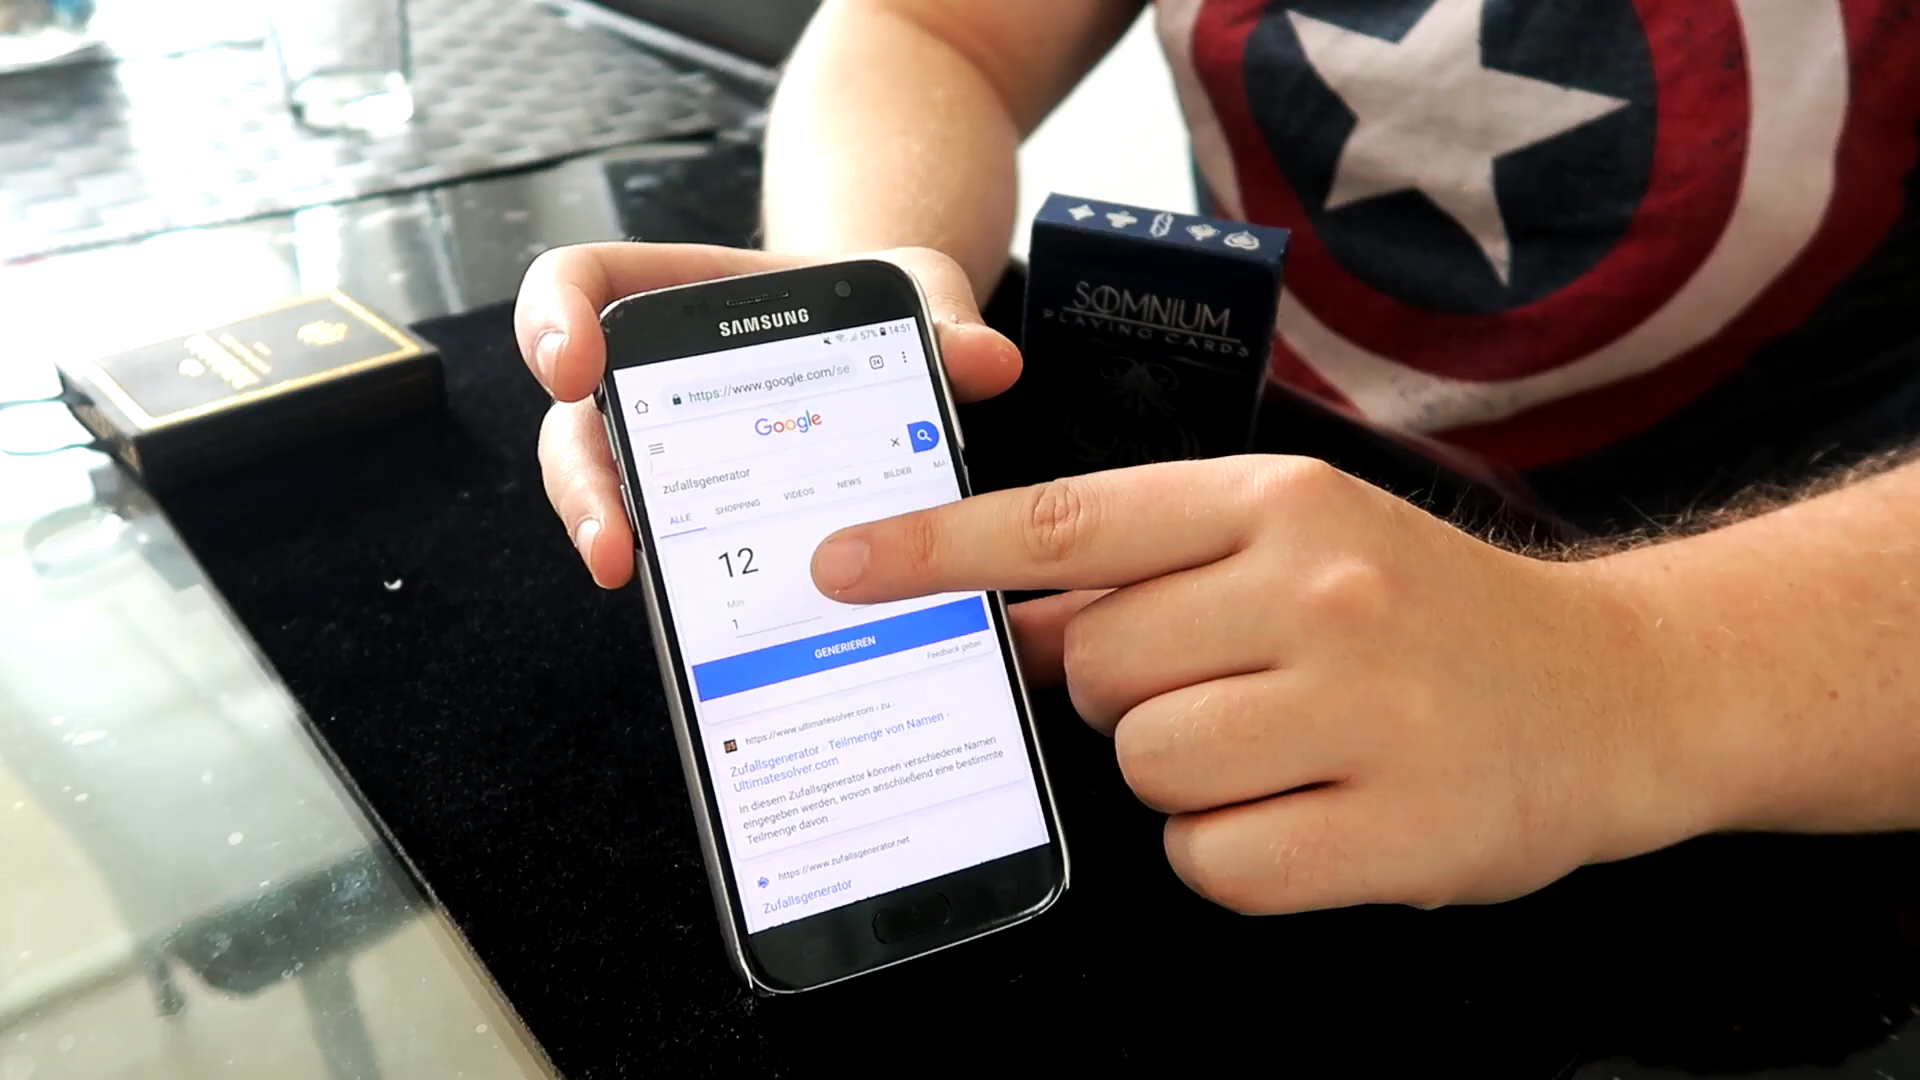 SOMNIUM
PLAYING CARDS
SAMSUNG
57% 14:51
https://www.google.com/se
24
Google
zufallsgenerator
ALLE SHOPPING VIDEOS NEWS BILDER MA
12
Min
1
GENERIEREN
Feedback geben
https://www.ultimatesolver.com › zu...
Zufallsgenerator - Teilmenge von Namen -
Ultimatesolver.com
In diesem Zufallsgenerator können verschiedene Namen
eingegeben werden, wovon anschließend eine bestimmte
Teilmenge davon ...
https://www.zufallsgenerator.net
Zufallsgenerator